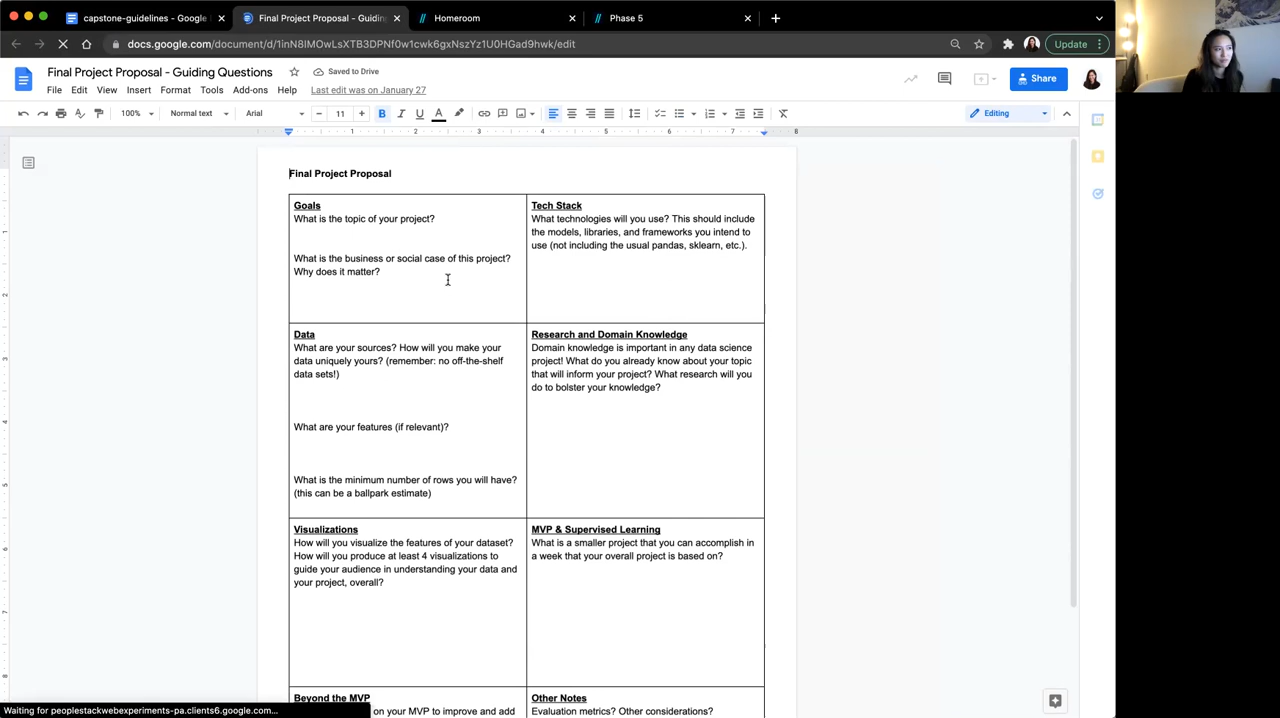 capstone-guidelines - Google
Final Project Proposal - Guidin
Homeroom
Phase 5
docs.google.com/document/d/1inN8IMOwLsXTB3DPNf0w1cwk6gxNszYz1U0HGad9hwk/edit
Update
Final Project Proposal - Guiding Questions
Saved to Drive
File Edit View Insert Format Tools Add-ons Help Last edit was on January 27
Share
100% Normal text Arial 11 Editing
1 2 3 4 5 6 7 8
Final Project Proposal
Goals
What is the topic of your project?
What is the business or social case of this project?
Why does it matter?
Tech Stack
What technologies will you use? This should include
the models, libraries, and frameworks you intend to
use (not including the usual pandas, sklearn, etc.).
Data
What are your sources? How will you make your
data uniquely yours? (remember: no off-the-shelf
data sets!)
What are your features (if relevant)?
What is the minimum number of rows you will have?
(this can be a ballpark estimate)
Research and Domain Knowledge
Domain knowledge is important in any data science
project! What do you already know about your topic
that will inform your project? What research will you
do to bolster your knowledge?
Visualizations
How will you visualize the features of your dataset?
How will you produce at least 4 visualizations to
guide your audience in understanding your data and
your project, overall?
MVP & Supervised Learning
What is a smaller project that you can accomplish in
a week that your overall project is based on?
Beyond the MVP
on your MVP to improve and add
Other Notes
Evaluation metrics? Other considerations?
Waiting for peoplestackwebexperiments-pa.clients6.google.com...